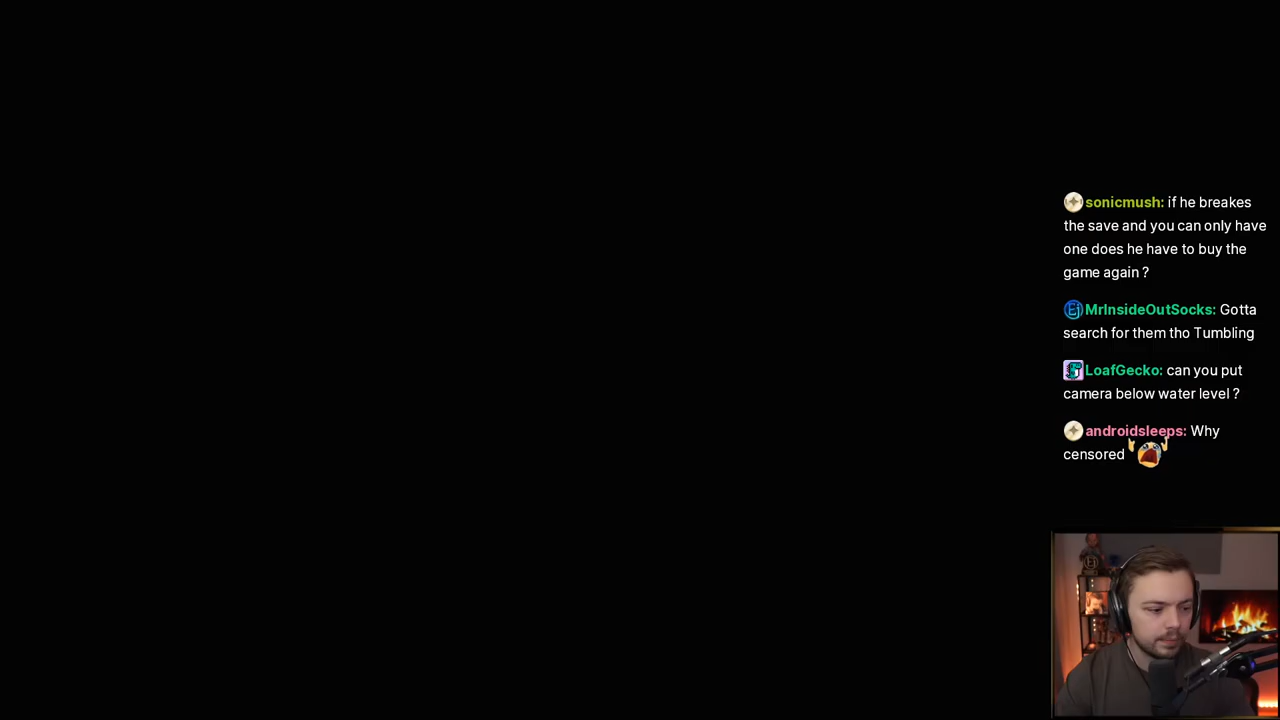 sonicmush: if he breakes
the save and you can only have
one does he have to buy the
game again ?
MrInsideOutSocks: Gotta
search for them tho Tumbling
LoafGecko: can you put
camera below water level ?
androidsleeps: Why
censored